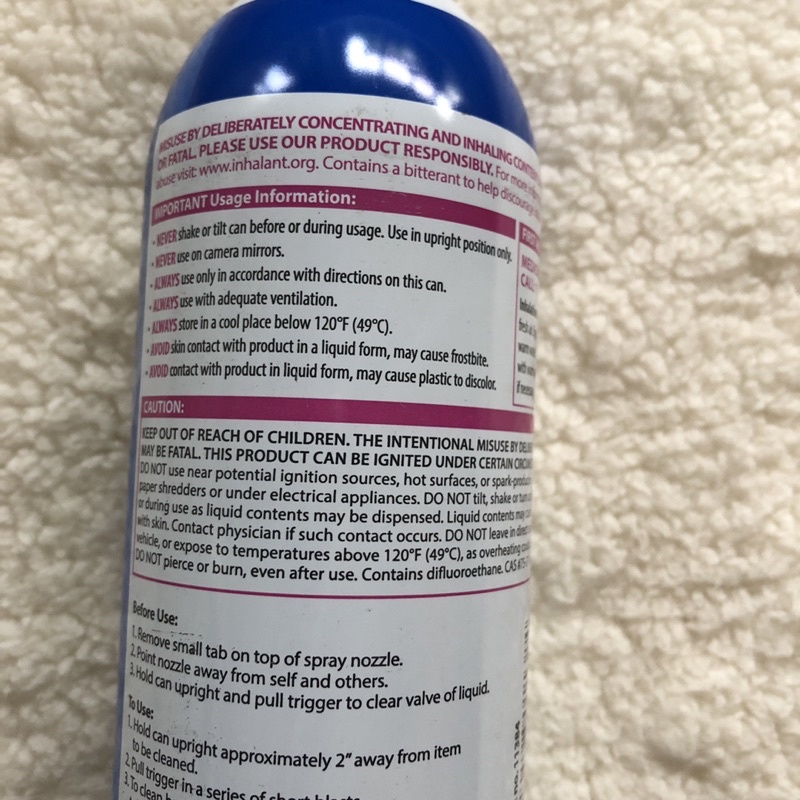 MISUSE BY DELIBERATELY CONCENTRATING AND INHALING
OR FATAL. PLEASE USE OUR PRODUCT RESPONSIBLY. For more
abuse visit: www.inhalant.org. Contains a bitterant to help discourage
IMPORTANT Usage Information:
• NEVER shake or tilt can before or during usage. Use in upright position only.
• NEVER use on camera mirrors.
• ALWAYS use only in accordance with directions on this can.
• ALWAYS use with adequate ventilation.
• ALWAYS store in a cool place below 120°F (49°C).
• AVOID skin contact with product in a liquid form, may cause frostbite.
• AVOID contact with product in liquid form, may cause plastic to discolor.
CAUTION:
KEEP OUT OF REACH OF CHILDREN. THE INTENTIONAL MISUSE BY
MAY BE FATAL. THIS PRODUCT CAN BE IGNITED UNDER CERTAIN
DO NOT use near potential ignition sources, hot surfaces, or
paper shredders or under electrical appliances. DO NOT tilt, shake or turn
or during use as liquid contents may be dispensed. Liquid contents may
with skin. Contact physician if such contact occurs. DO NOT leave in
vehicle, or expose to temperatures above 120°F (49°C), as overheating
DO NOT pierce or burn, even after use. Contains difluoroethane. CAS
Before Use:
1. Remove small tab on top of spray nozzle.
2. Point nozzle away from self and others.
3. Hold can upright and pull trigger to clear valve of liquid.
To Use:
1. Hold can upright approximately 2" away from item
to be cleaned.
2. Pull trigger in a series of short blasts
3. To clean